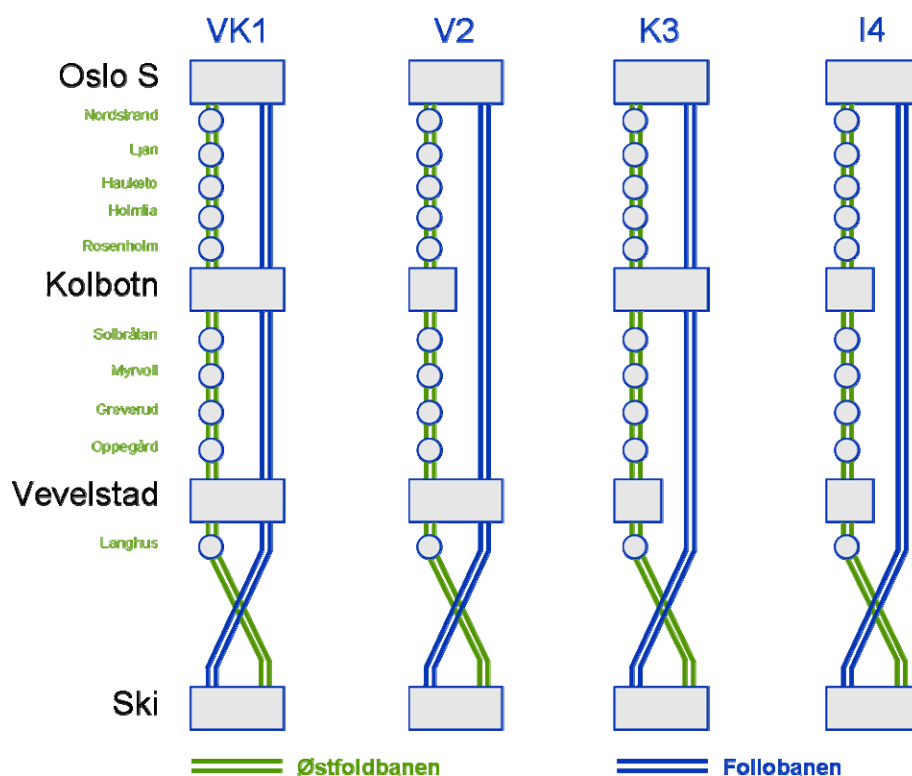 VK1 V2 K3 I4
Oslo S
Nordstrand
Ljan
Hauketo
Holmlia
Rosenholm
Kolbotn
Solbråtan
Myrvoll
Greverud
Oppegård
Vevelstad
Langhus
Ski
Østfoldbanen Follobanen